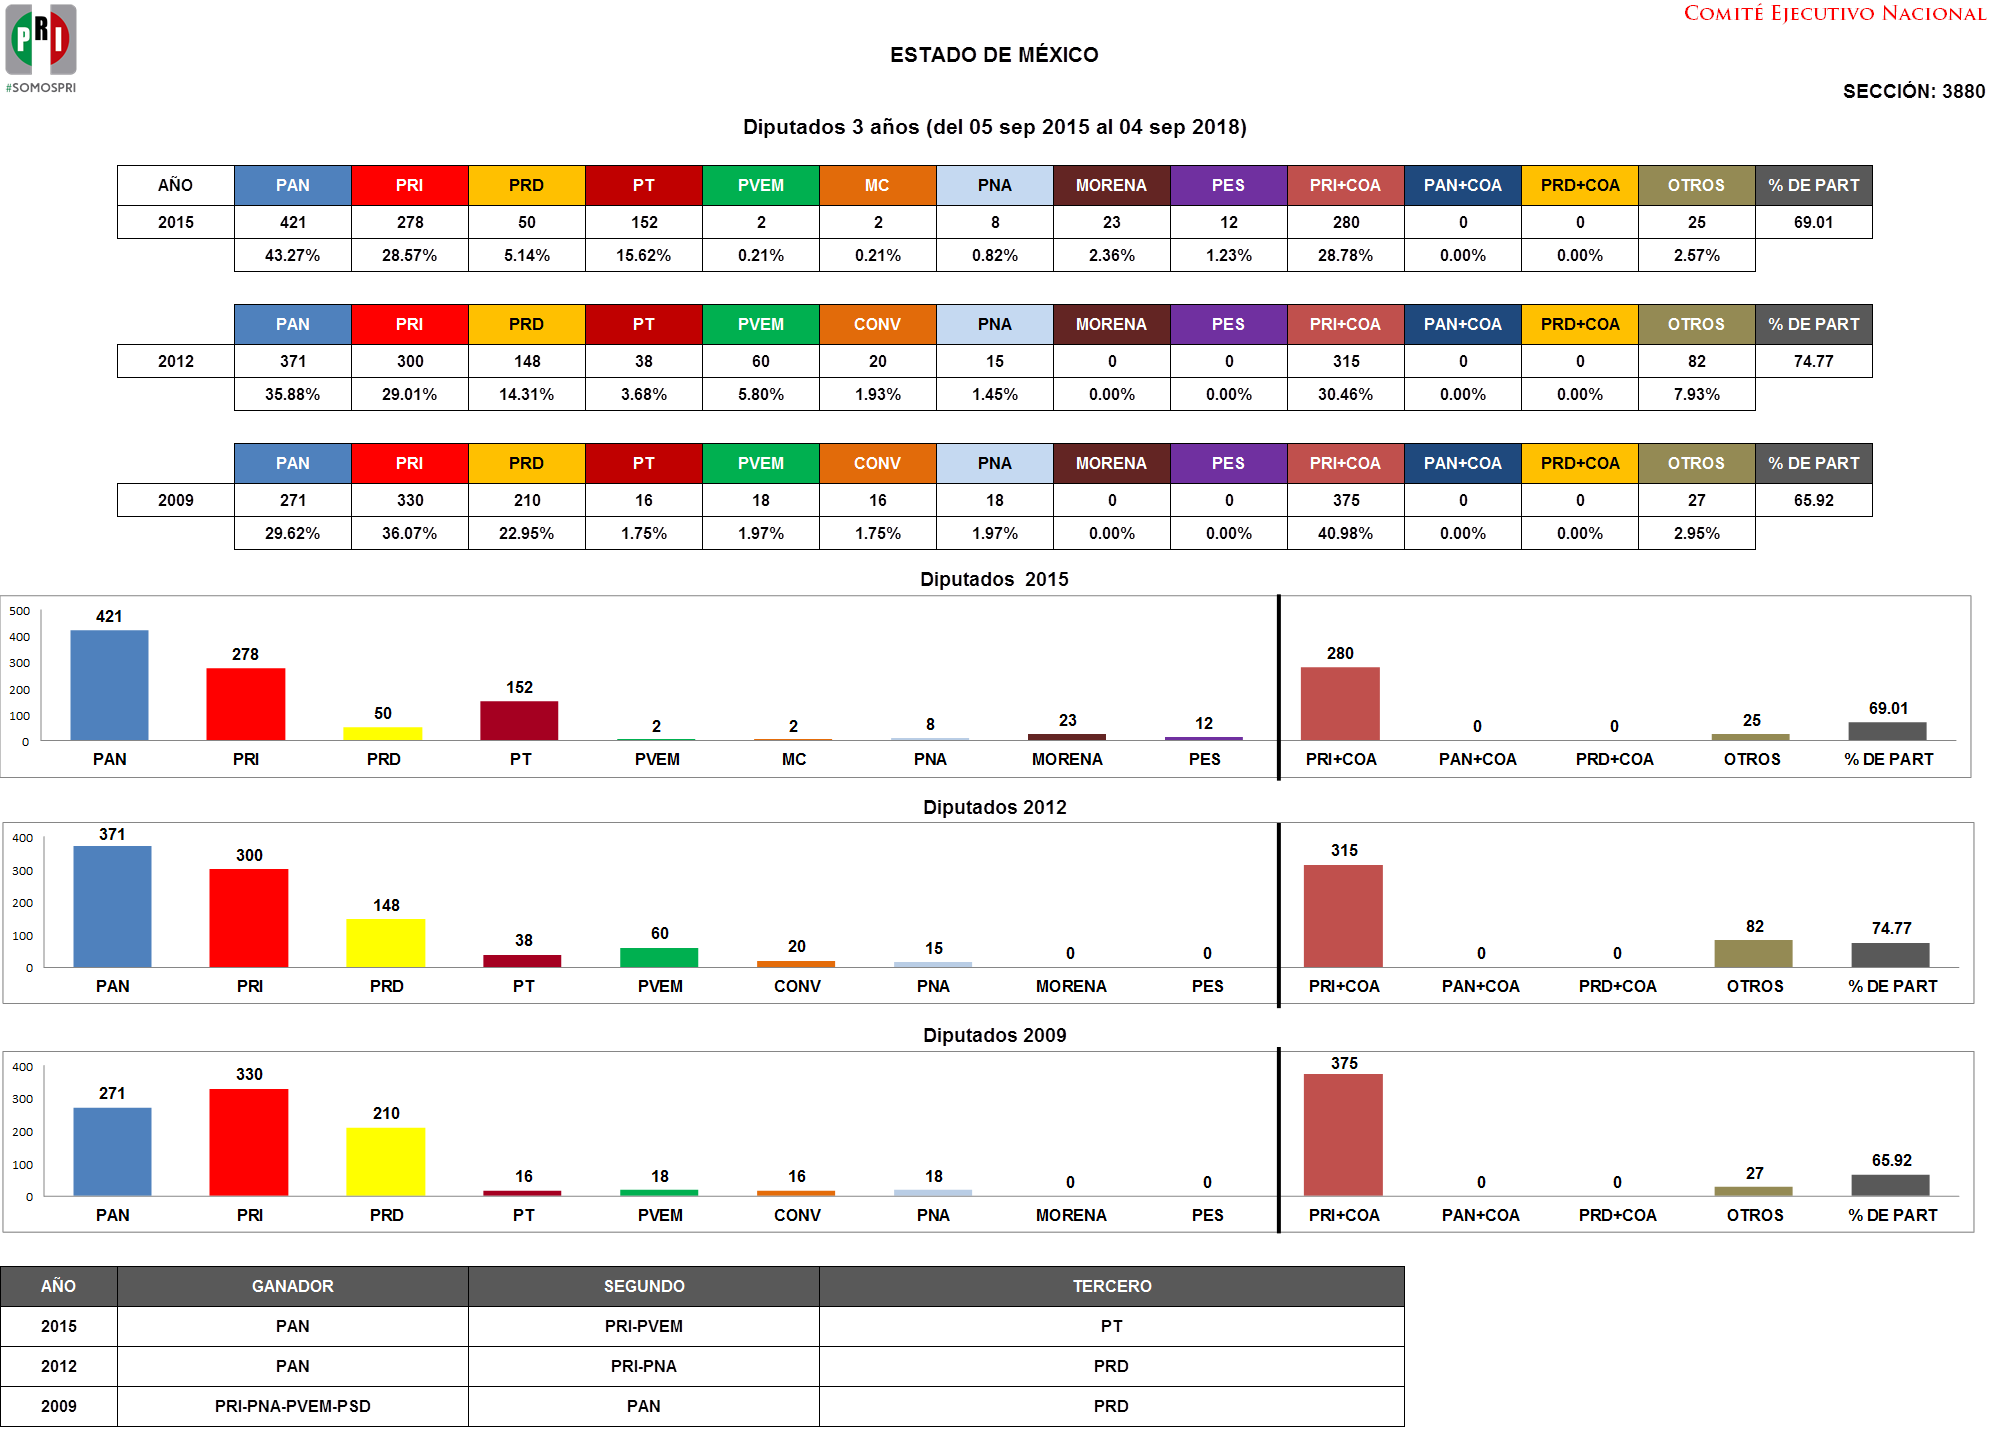 PRI
#SOMOSPRI
COMITÉ EJECUTIVO NACIONAL
ESTADO DE MÉXICO
SECCIÓN: 3880
Diputados 3 años (del 05 sep 2015 al 04 sep 2018)
AÑO PAN PRI PRD PT PVEM MC PNA MORENA PES PRI+COA PAN+COA PRD+COA OTROS % DE PART
2015 421 278 50 152 2 2 8 23 12 280 0 0 25 69.01
43.27% 28.57% 5.14% 15.62% 0.21% 0.21% 0.82% 2.36% 1.23% 28.78% 0.00% 0.00% 2.57%
PAN PRI PRD PT PVEM CONV PNA MORENA PES PRI+COA PAN+COA PRD+COA OTROS % DE PART
2012 371 300 148 38 60 20 15 0 0 315 0 0 82 74.77
35.88% 29.01% 14.31% 3.68% 5.80% 1.93% 1.45% 0.00% 0.00% 30.46% 0.00% 0.00% 7.93%
PAN PRI PRD PT PVEM CONV PNA MORENA PES PRI+COA PAN+COA PRD+COA OTROS % DE PART
2009 271 330 210 16 18 16 18 0 0 375 0 0 27 65.92
29.62% 36.07% 22.95% 1.75% 1.97% 1.75% 1.97% 0.00% 0.00% 40.98% 0.00% 0.00% 2.95%
Diputados 2015
500
400
300
200
100
0
421 278 50 152 2 2 8 23 12 280 0 0 25 69.01
PAN PRI PRD PT PVEM MC PNA MORENA PES PRI+COA PAN+COA PRD+COA OTROS % DE PART
Diputados 2012
400
300
200
100
0
371 300 148 38 60 20 15 0 0 315 0 0 82 74.77
PAN PRI PRD PT PVEM CONV PNA MORENA PES PRI+COA PAN+COA PRD+COA OTROS % DE PART
Diputados 2009
400
300
200
100
0
271 330 210 16 18 16 18 0 0 375 0 0 27 65.92
PAN PRI PRD PT PVEM CONV PNA MORENA PES PRI+COA PAN+COA PRD+COA OTROS % DE PART
AÑO GANADOR SEGUNDO TERCERO
2015 PAN PRI-PVEM PT
2012 PAN PRI-PNA PRD
2009 PRI-PNA-PVEM-PSD PAN PRD